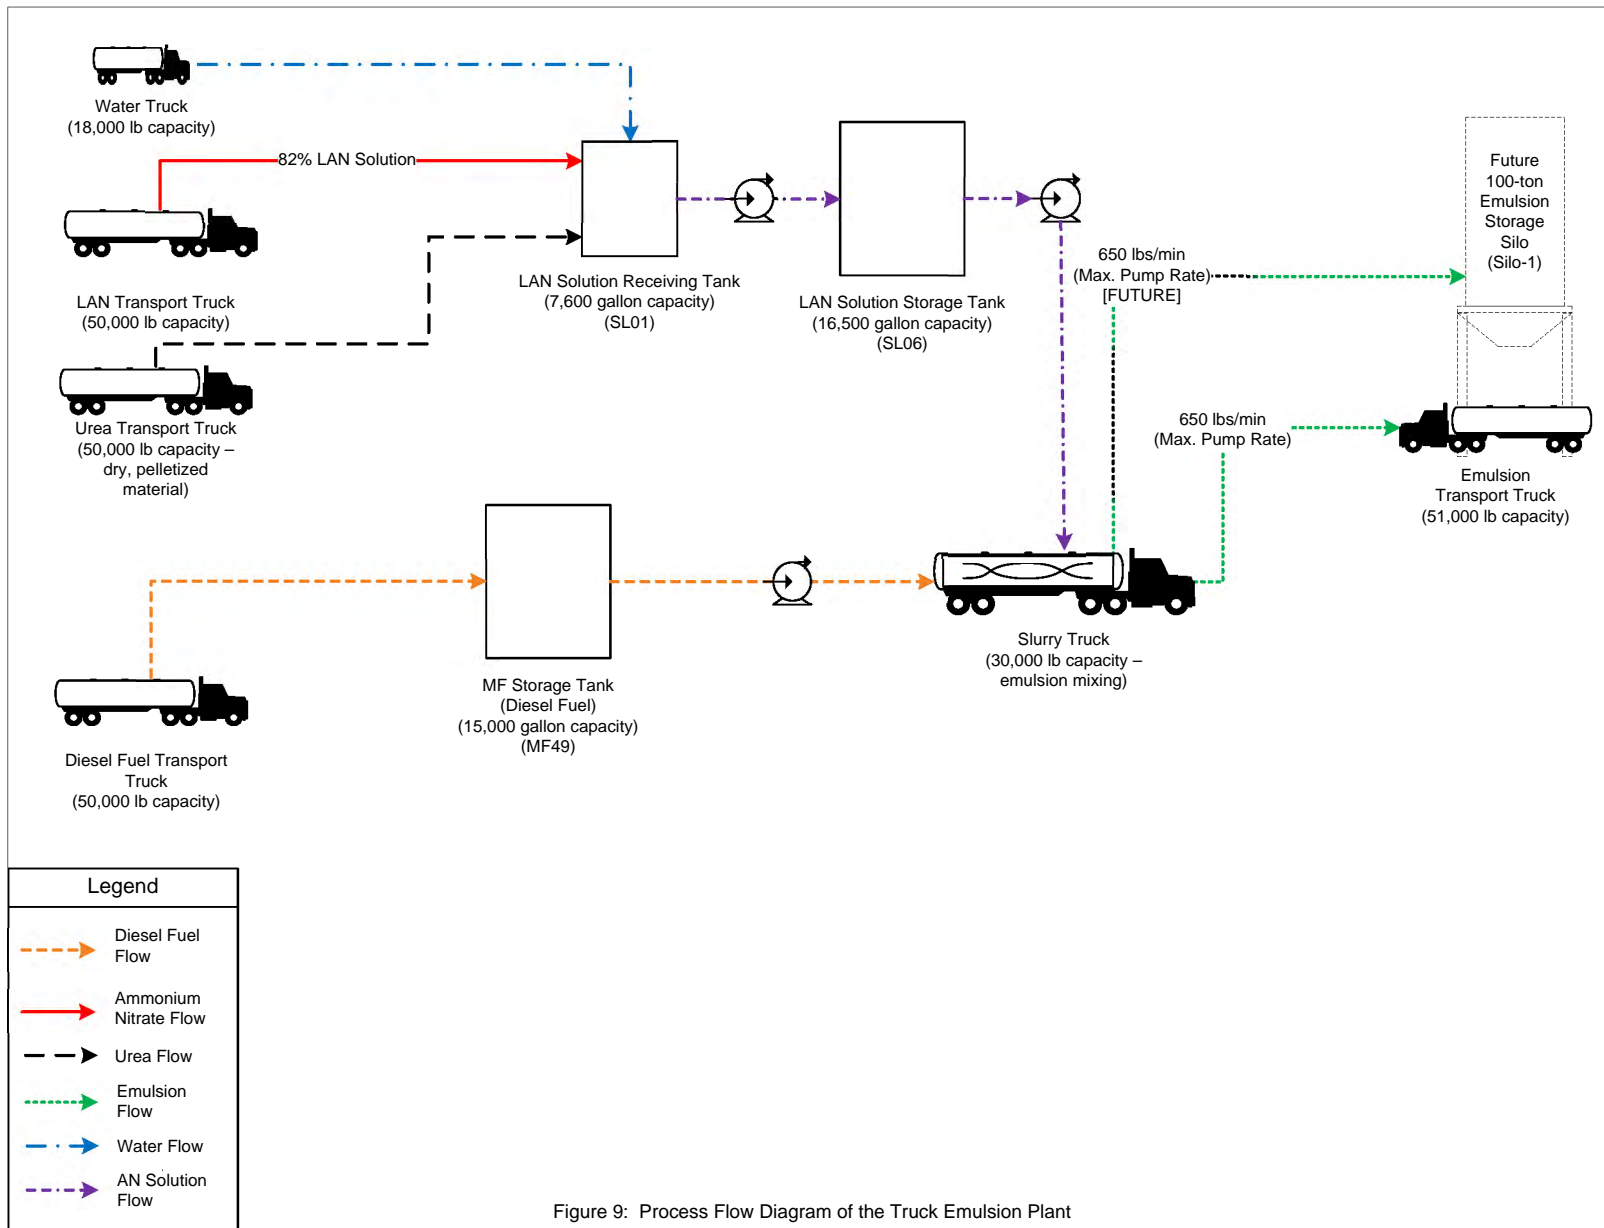 Water Truck
(18,000 lb capacity)
82% LAN Solution
LAN Transport Truck
(50,000 lb capacity)
Urea Transport Truck
(50,000 lb capacity –
dry, pelletized
material)
LAN Solution Receiving Tank
(7,600 gallon capacity)
(SL01)
LAN Solution Storage Tank
(16,500 gallon capacity)
(SL06)
650 lbs/min
(Max. Pump Rate)
[FUTURE]
Future
100-ton
Emulsion
Storage
Silo
(Silo-1)
650 lbs/min
(Max. Pump Rate)
Emulsion
Transport Truck
(51,000 lb capacity)
Slurry Truck
(30,000 lb capacity –
emulsion mixing)
MF Storage Tank
(Diesel Fuel)
(15,000 gallon capacity)
(MF49)
Diesel Fuel Transport
Truck
(50,000 lb capacity)
Legend
Diesel Fuel
Flow
Ammonium
Nitrate Flow
Urea Flow
Emulsion
Flow
Water Flow
AN Solution
Flow
Figure 9:  Process Flow Diagram of the Truck Emulsion Plant